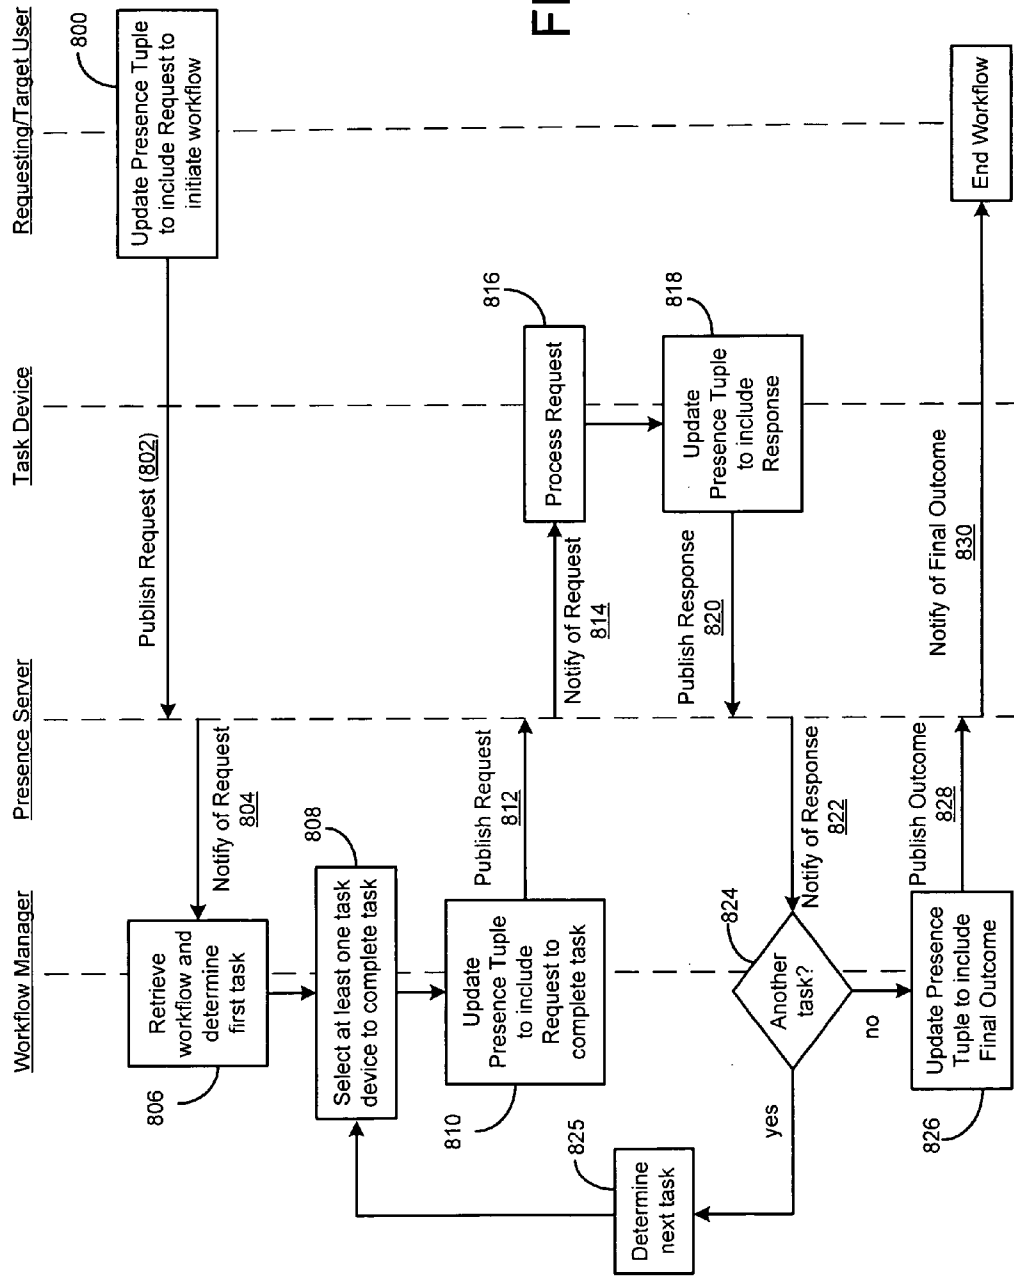 Workflow Manager
Presence Server
Task Device
Requesting/Target User
800
Update Presence Tuple
to include Request to
initiate workflow
Publish Request (802)
Notify of Request
804
Retrieve
workflow and
determine
first task
806
808
Select at least one task
device to complete task
Update
Presence Tuple
to include
Request to
complete task
810
Publish Request
812
Notify of Request
814
816
Process Request
818
Update
Presence Tuple
to include
Response
Publish Response
820
Notify of Response
822
824
Another
task?
yes
no
825
Determine
next task
Update Presence
Tuple to include
Final Outcome
826
Publish Outcome
828
Notify of Final Outcome
830
End Workflow